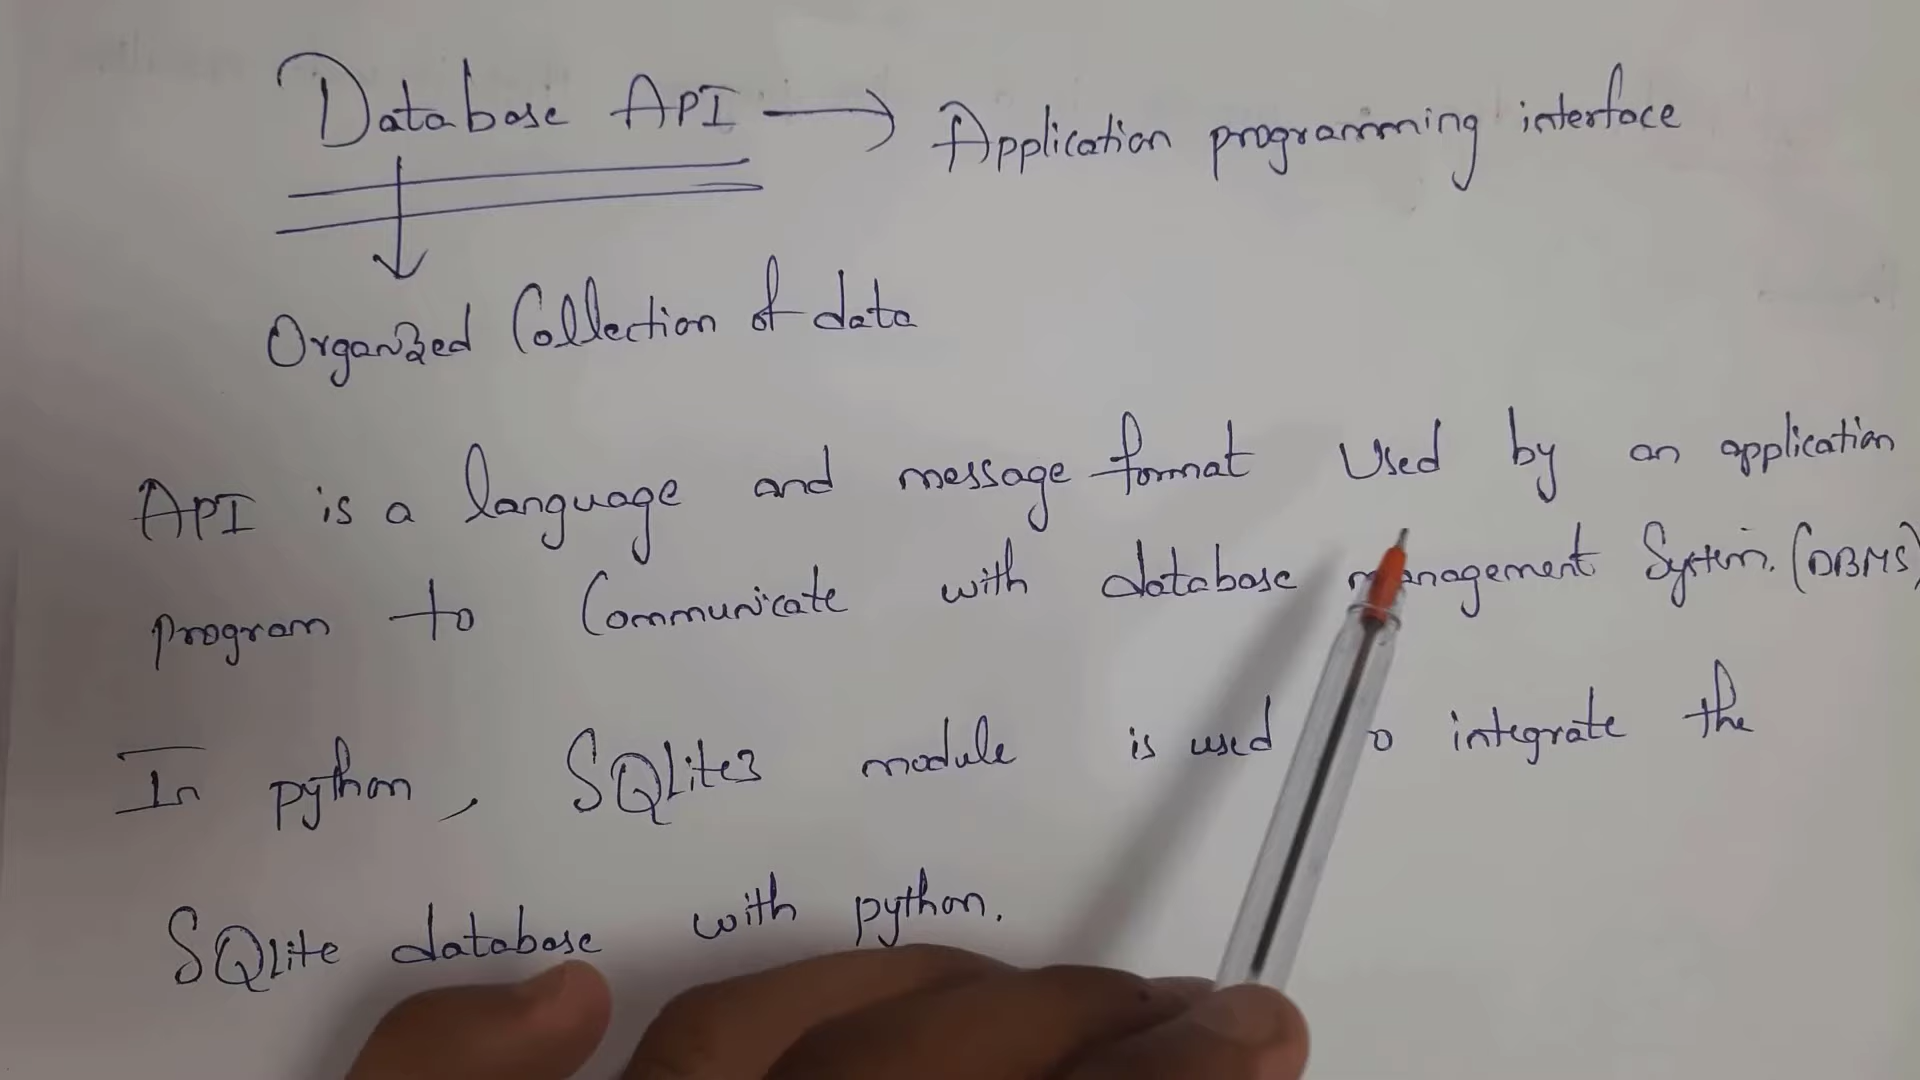 Database API → Application programming interface
Organized Collection of data
API is a language and message format Used by an application
program to Communicate with database management System. (DBMS)
In python, SQLite3 module is used to integrate the
SQLite database with python.